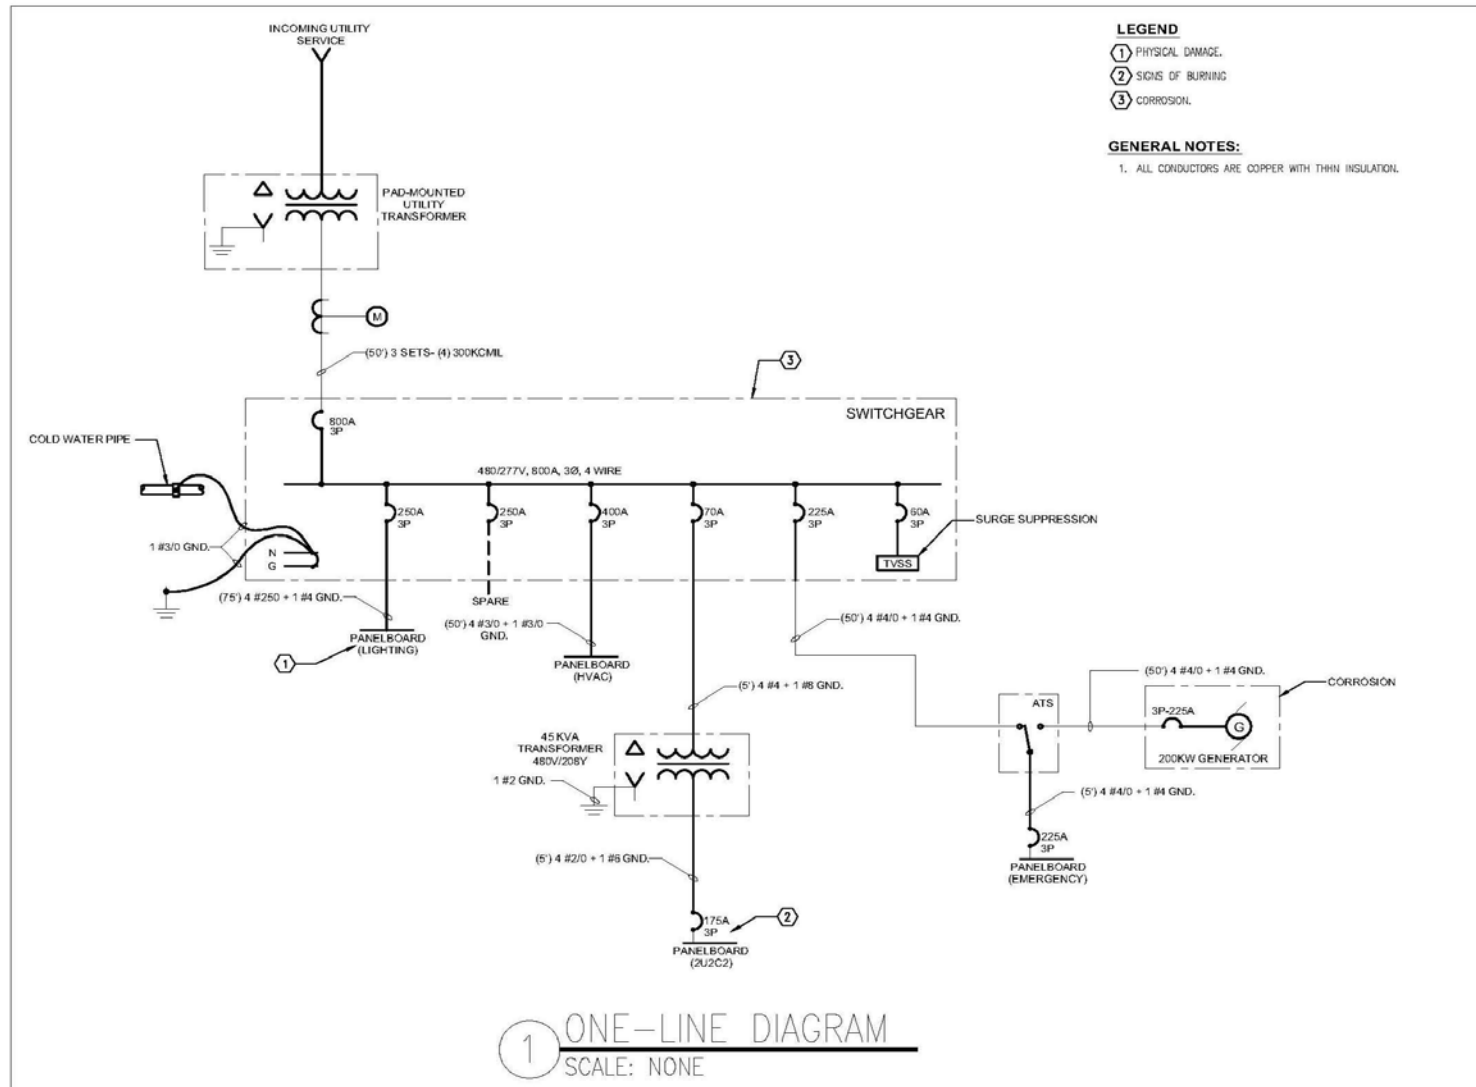 INCOMING UTILITY
SERVICE
LEGEND
1 PHYSICAL DAMAGE.
2 SIGNS OF BURNING
3 CORROSION.
GENERAL NOTES:
1. ALL CONDUCTORS ARE COPPER WITH THHN INSULATION.
PAD-MOUNTED
UTILITY
TRANSFORMER
M
(50') 3 SETS- (4) 300KCMIL
3
SWITCHGEAR
800A
3P
COLD WATER PIPE
480/277V, 800A, 3Ø, 4 WIRE
250A
3P
250A
3P
400A
3P
70A
3P
225A
3P
60A
3P
SURGE SUPPRESSION
TVSS
1 #3/0 GND.
N
G
(75') 4 #250 + 1 #4 GND.
SPARE
(50') 4 #3/0 + 1 #3/0
GND.
(50') 4 #4/0 + 1 #4 GND.
PANELBOARD
(LIGHTING)
1
PANELBOARD
(HVAC)
(5') 4 #4 + 1 #8 GND.
(50') 4 #4/0 + 1 #4 GND.
CORROSION
ATS
3P-225A
G
200KW GENERATOR
45 KVA
TRANSFORMER
480V/208Y
1 #2 GND.
(5') 4 #4/0 + 1 #4 GND.
225A
3P
PANELBOARD
(EMERGENCY)
(5') 4 #2/0 + 1 #6 GND.
175A
3P
2
PANELBOARD
(2U2C2)
1 ONE-LINE DIAGRAM
SCALE: NONE